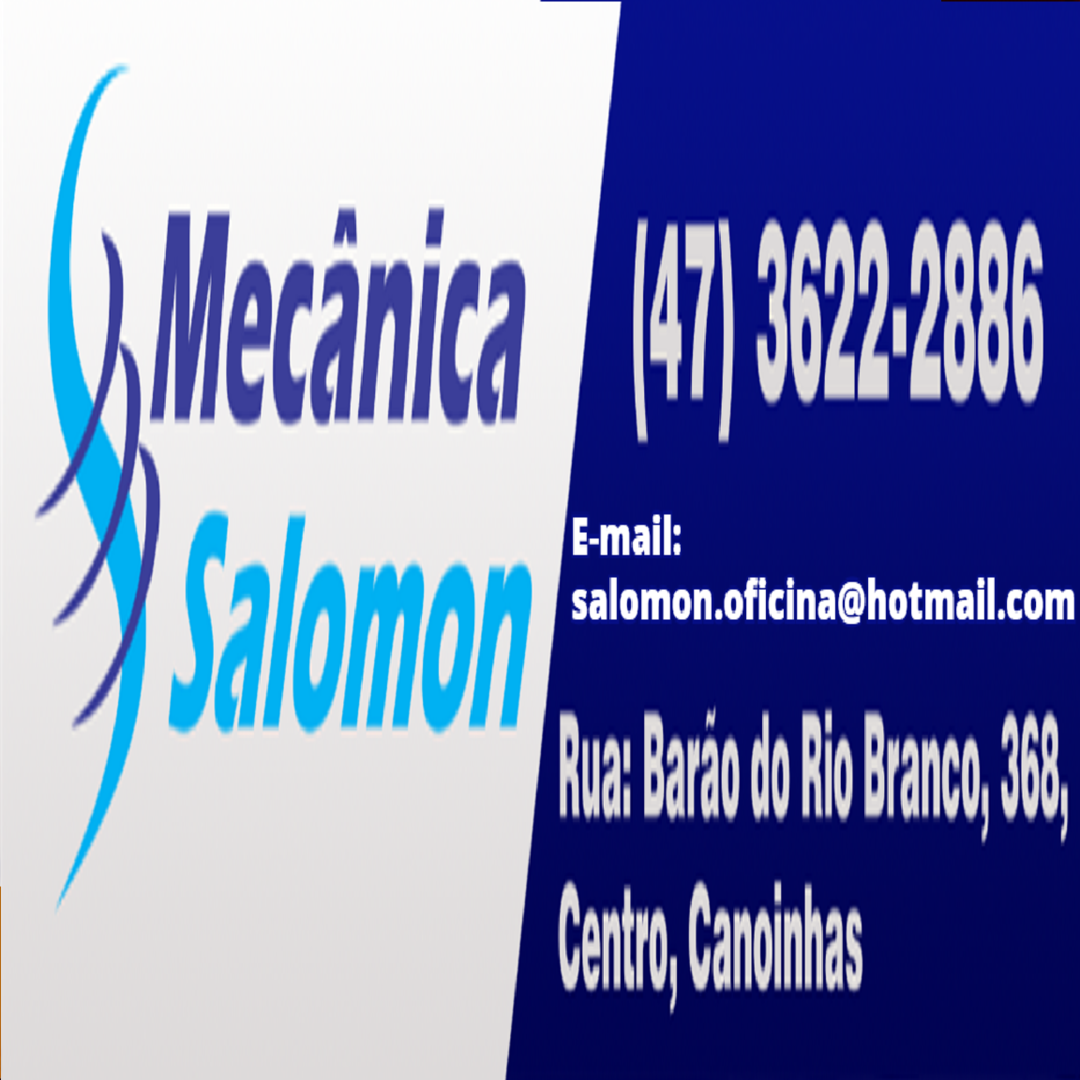 Mecânica
Salomon
(47) 3622-2886
E-mail:
salomon.oficina@hotmail.com
Rua: Barão do Rio Branco, 368,
Centro, Canoinhas